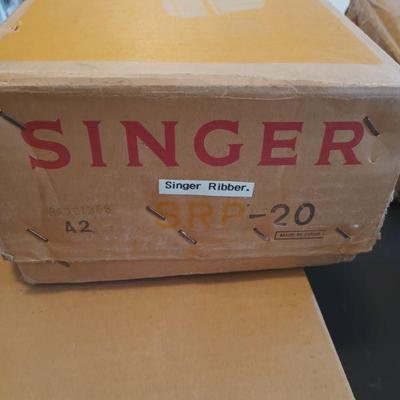 SINGER
Singer Ribber.
SRP-20
A2
MADE IN JAPAN